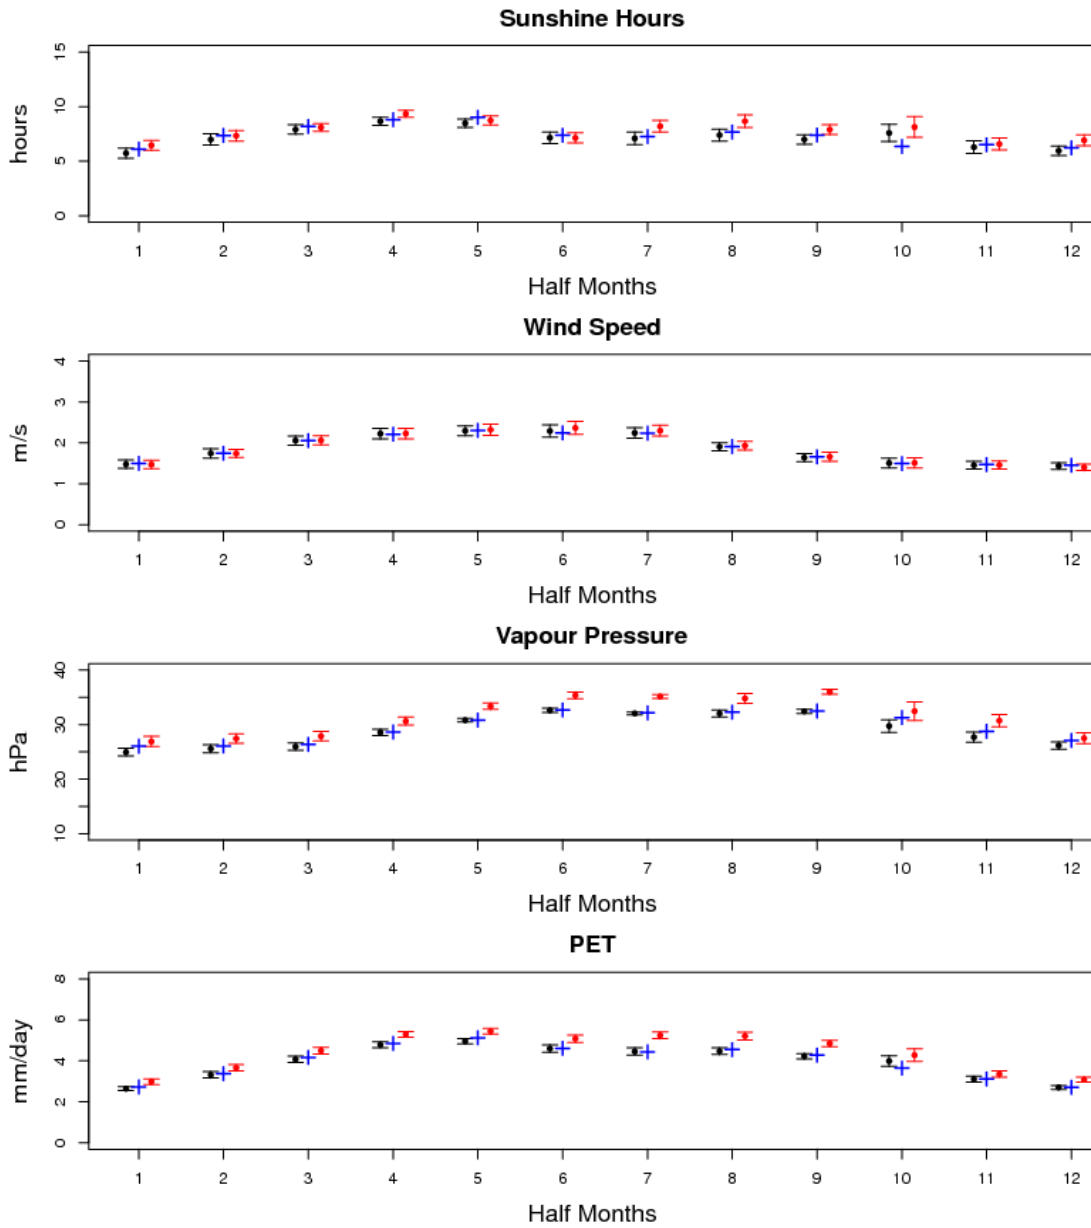 Sunshine Hours
15
10
5
0
hours
1 2 3 4 5 6 7 8 9 10 11 12
Half Months
Wind Speed
4
3
2
1
0
m/s
1 2 3 4 5 6 7 8 9 10 11 12
Half Months
Vapour Pressure
40
30
20
10
hPa
1 2 3 4 5 6 7 8 9 10 11 12
Half Months
PET
8
6
4
2
0
mm/day
1 2 3 4 5 6 7 8 9 10 11 12
Half Months